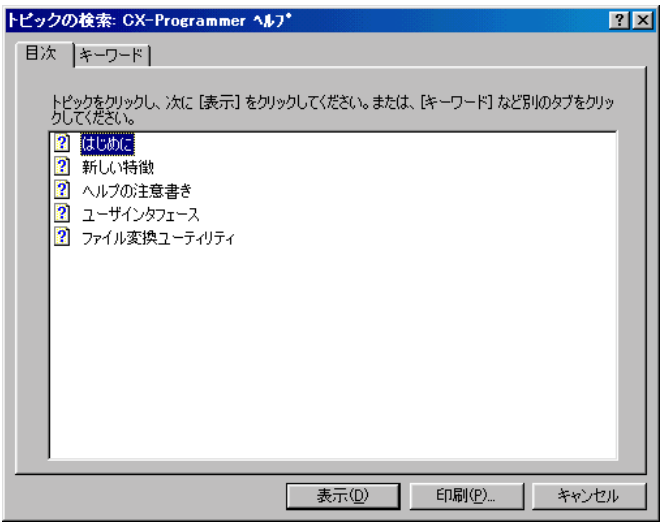 トピックの検索: CX-Programmer ﾍﾙﾌﾟ
目次
キーワード
トピックをクリックし、次に [表示] をクリックしてください。または、[キーワード] など別のタブをクリッ
クしてください。
はじめに
新しい特徴
ヘルプの注意書き
ユーザインタフェース
ファイル変換ユーティリティ
表示(D)
印刷(P)...
キャンセル